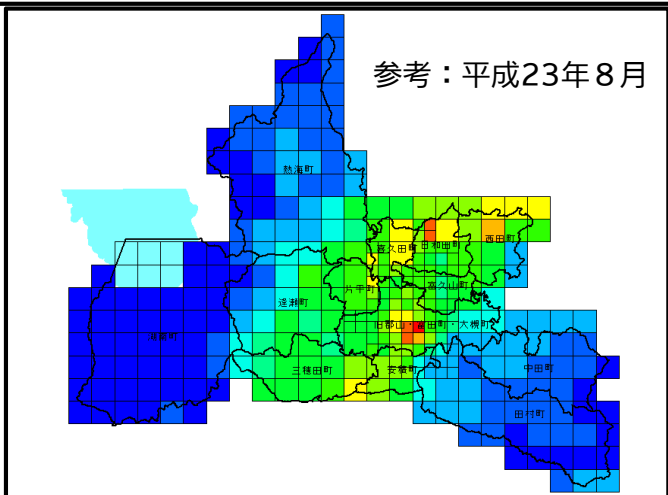 参考：平成23年８月
熱海町
喜久田町
日和田町
西田町
富久山町
片平町
逢瀬町
旧郡山・富田町・大槻町
三穂田町
安積町
中田町
田村町